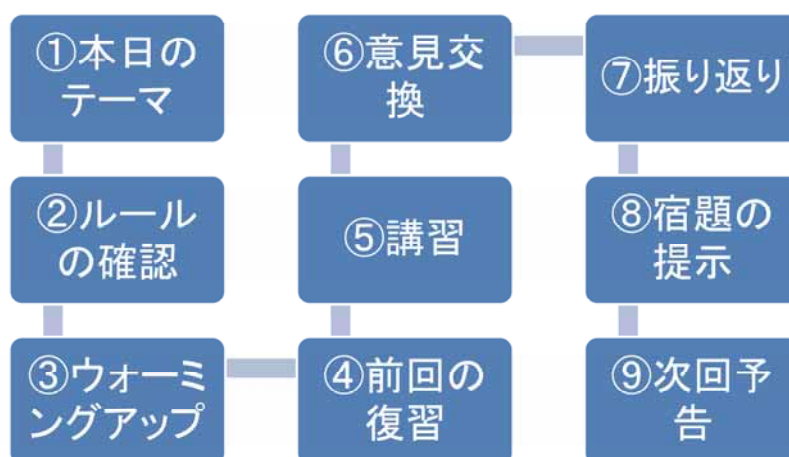 ①本日の
テーマ
②ルール
の確認
③ウォーミ
ングアップ
④前回の
復習
⑤講習
⑥意見交
換
⑦振り返り
⑧宿題の
提示
⑨次回予
告